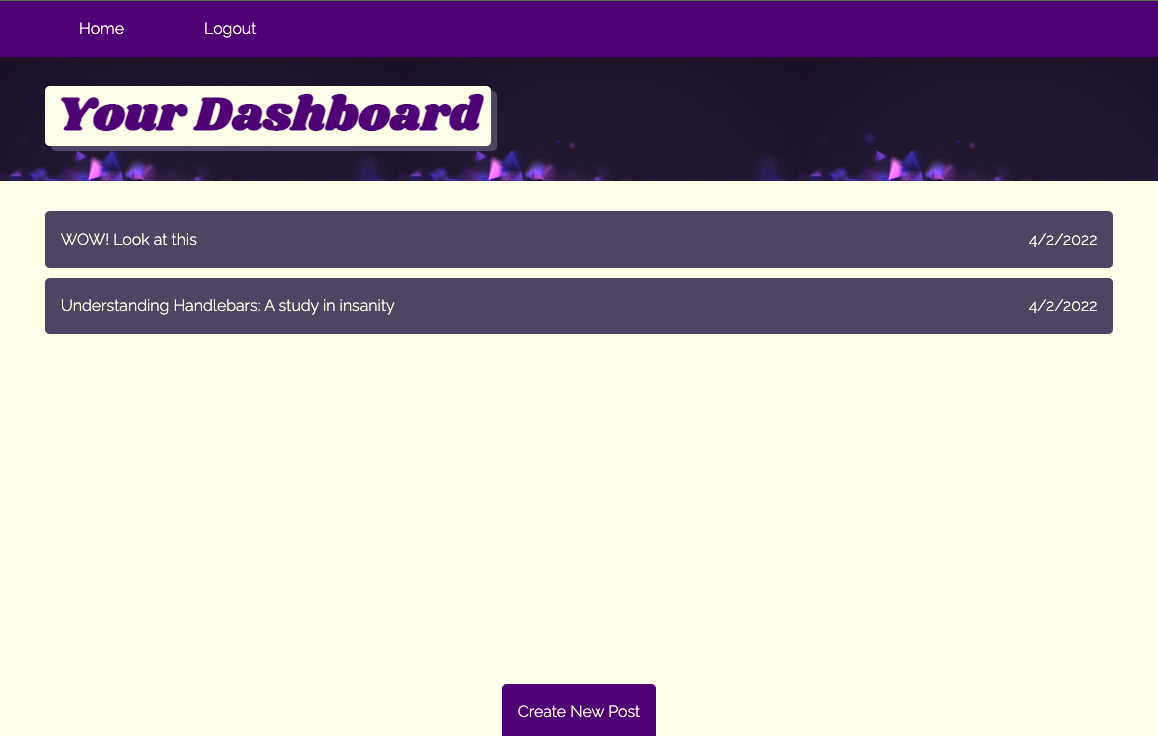 Home Logout
Your Dashboard
WOW! Look at this 4/2/2022
Understanding Handlebars: A study in insanity 4/2/2022
Create New Post